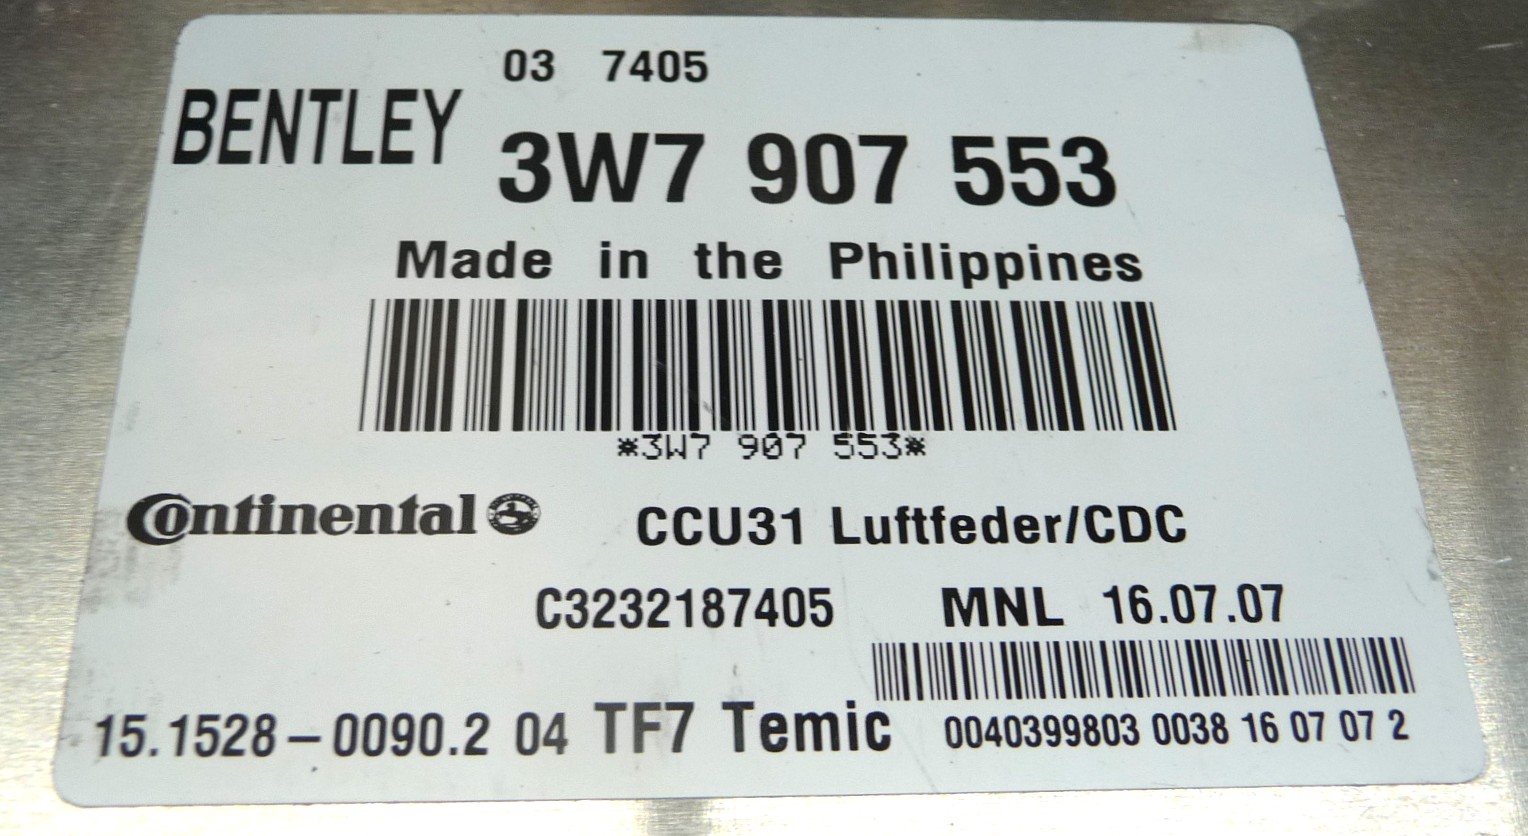 03 7405
BENTLEY 3W7 907 553
Made in the Philippines
*3W7 907 553*
Continental CCU31 Luftfeder/CDC
C3232187405 MNL 16.07.07
15.1528-0090.2 04 TF7 Temic 0040399803 0038 16 07 07 2